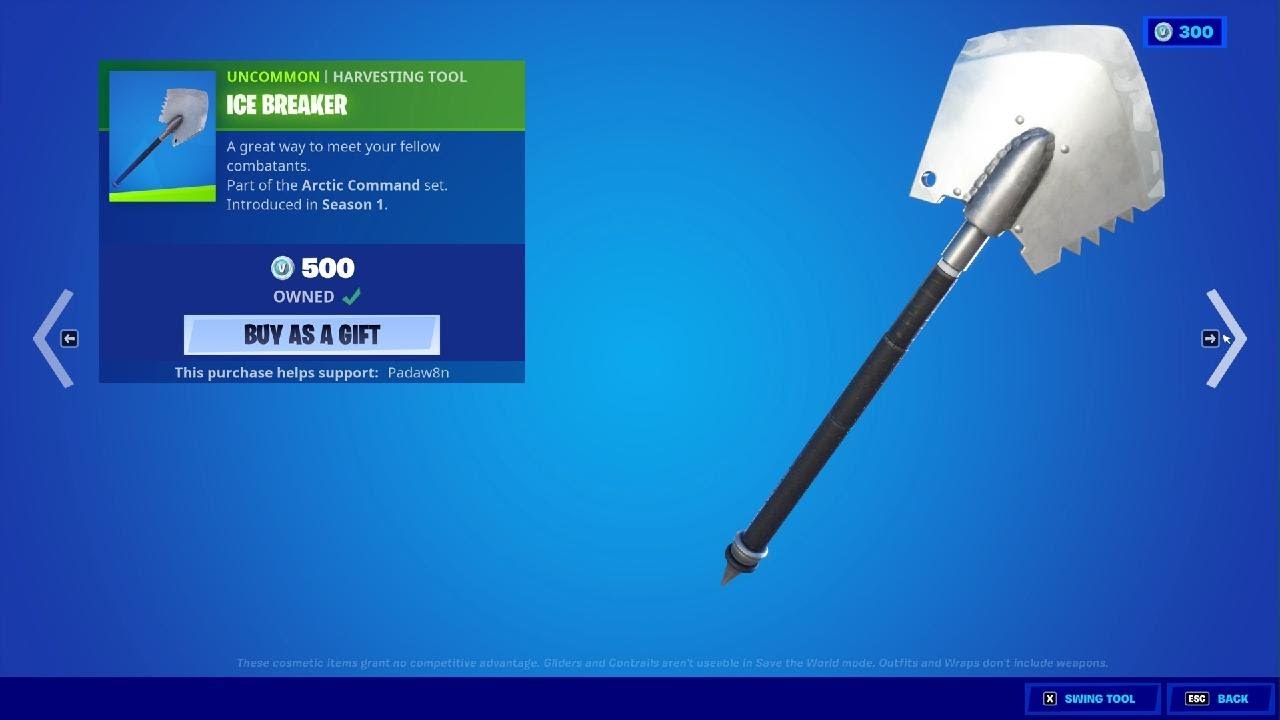 300
UNCOMMON | HARVESTING TOOL
ICE BREAKER
A great way to meet your fellow
combatants.
Part of the Arctic Command set.
Introduced in Season 1.
V 500
OWNED
BUY AS A GIFT
This purchase helps support: Padaw8n
These cosmetic items grant no competitive advantage. Gliders and Contrails aren't useable in Save the World mode. Outfits and Wraps don't include weapons.
X SWING TOOL
ESC BACK